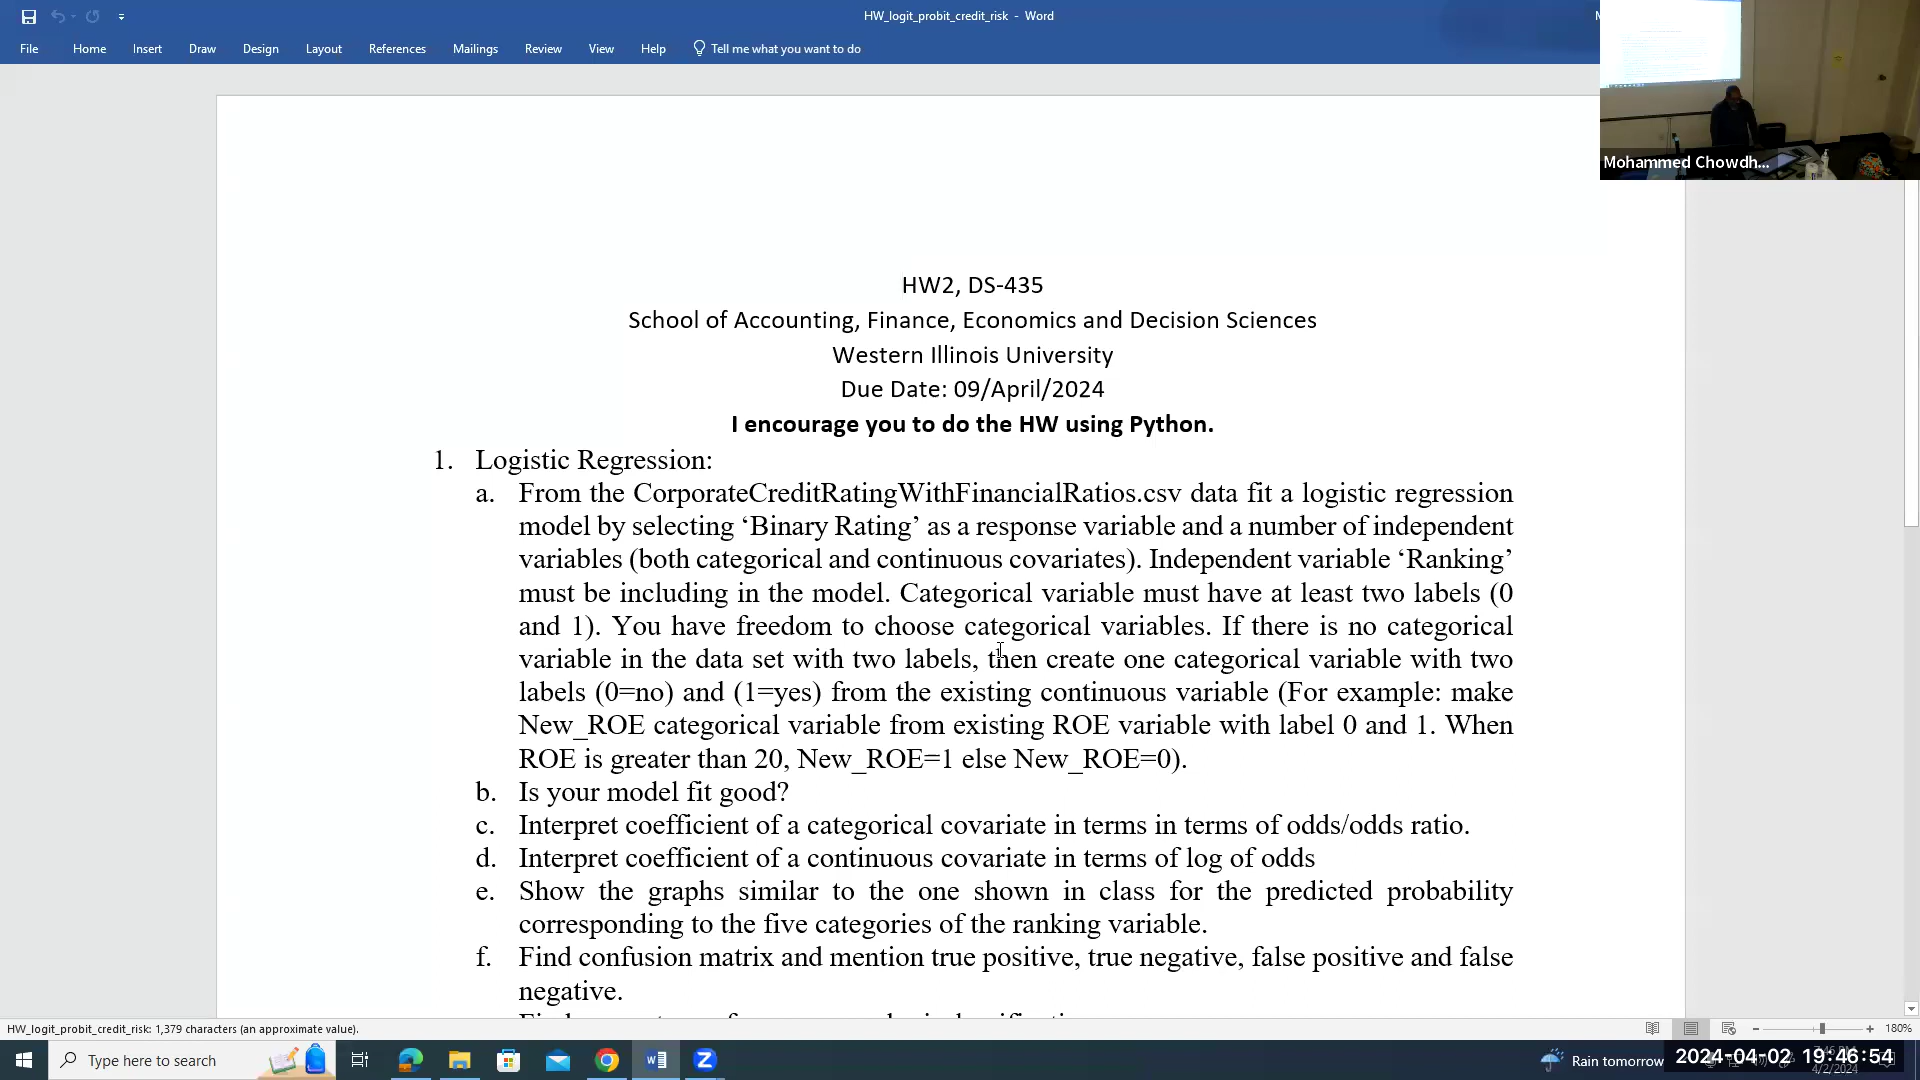 HW_logit_probit_credit_risk - Word
File Home Insert Draw Design Layout References Mailings Review View Help Tell me what you want to do
Mohammed Chowdh...
HW2, DS-435
School of Accounting, Finance, Economics and Decision Sciences
Western Illinois University
Due Date: 09/April/2024
I encourage you to do the HW using Python.
1. Logistic Regression:
a. From the CorporateCreditRatingWithFinancialRatios.csv data fit a logistic regression
model by selecting ‘Binary Rating’ as a response variable and a number of independent
variables (both categorical and continuous covariates). Independent variable ‘Ranking’
must be including in the model. Categorical variable must have at least two labels (0
and 1). You have freedom to choose categorical variables. If there is no categorical
variable in the data set with two labels, then create one categorical variable with two
labels (0=no) and (1=yes) from the existing continuous variable (For example: make
New_ROE categorical variable from existing ROE variable with label 0 and 1. When
ROE is greater than 20, New_ROE=1 else New_ROE=0).
b. Is your model fit good?
c. Interpret coefficient of a categorical covariate in terms in terms of odds/odds ratio.
d. Interpret coefficient of a continuous covariate in terms of log of odds
e. Show the graphs similar to the one shown in class for the predicted probability
corresponding to the five categories of the ranking variable.
f. Find confusion matrix and mention true positive, true negative, false positive and false
negative.
HW_logit_probit_credit_risk: 1,379 characters (an approximate value).
180%
Type here to search
Rain tomorrow
2024-04-02 19:46:54
4/2/2024